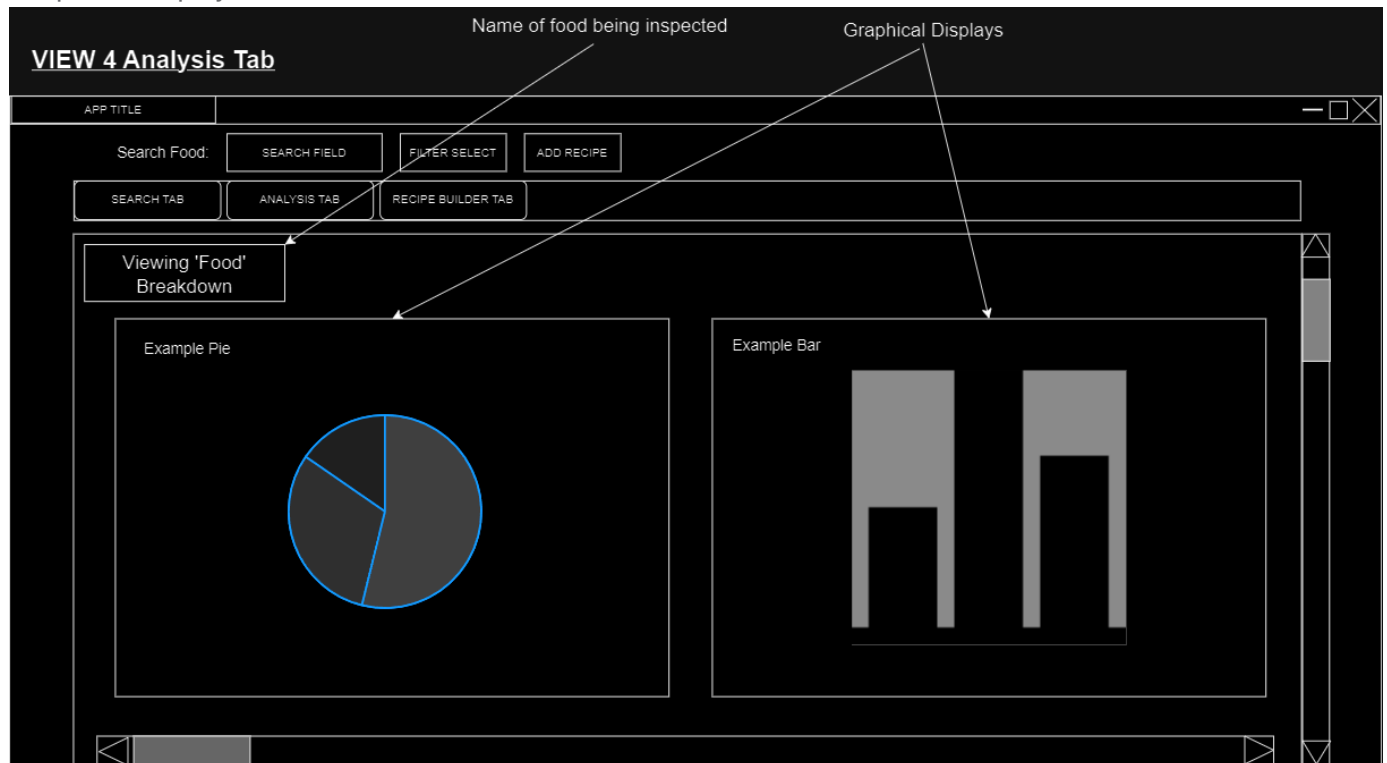 Name of food being inspected
Graphical Displays
VIEW 4 Analysis Tab
APP TITLE
Search Food:
SEARCH FIELD
FILTER SELECT
ADD RECIPE
SEARCH TAB
ANALYSIS TAB
RECIPE BUILDER TAB
Viewing 'Food'
Breakdown
Example Pie
Example Bar